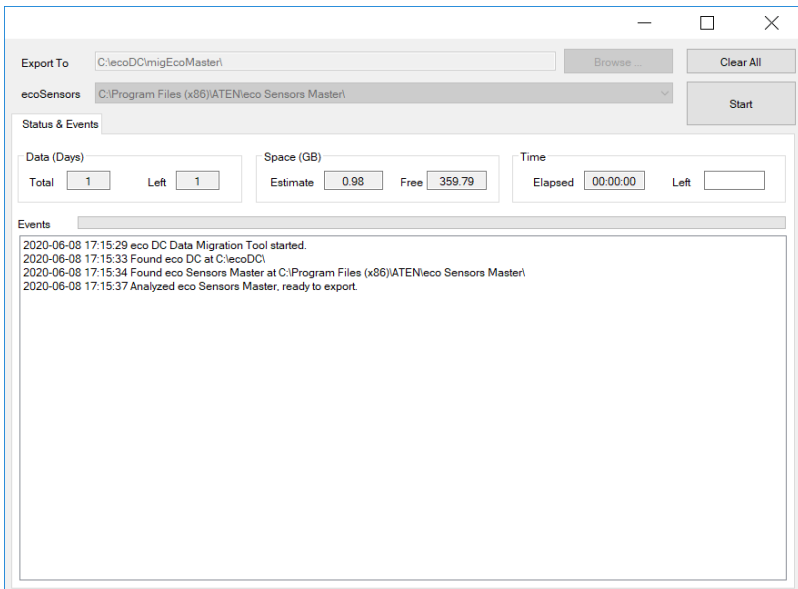 Export To C:\ecoDC\migEcoMaster\ Browse ... Clear All
ecoSensors C:\Program Files (x86)\ATEN\eco Sensors Master\ Start
Status & Events
Data (Days) Space (GB) Time
Total 1 Left 1 Estimate 0.98 Free 359.79 Elapsed 00:00:00 Left
Events
2020-06-08 17:15:29 eco DC Data Migration Tool started.
2020-06-08 17:15:33 Found eco DC at C:\ecoDC\
2020-06-08 17:15:34 Found eco Sensors Master at C:\Program Files (x86)\ATEN\eco Sensors Master\
2020-06-08 17:15:37 Analyzed eco Sensors Master, ready to export.